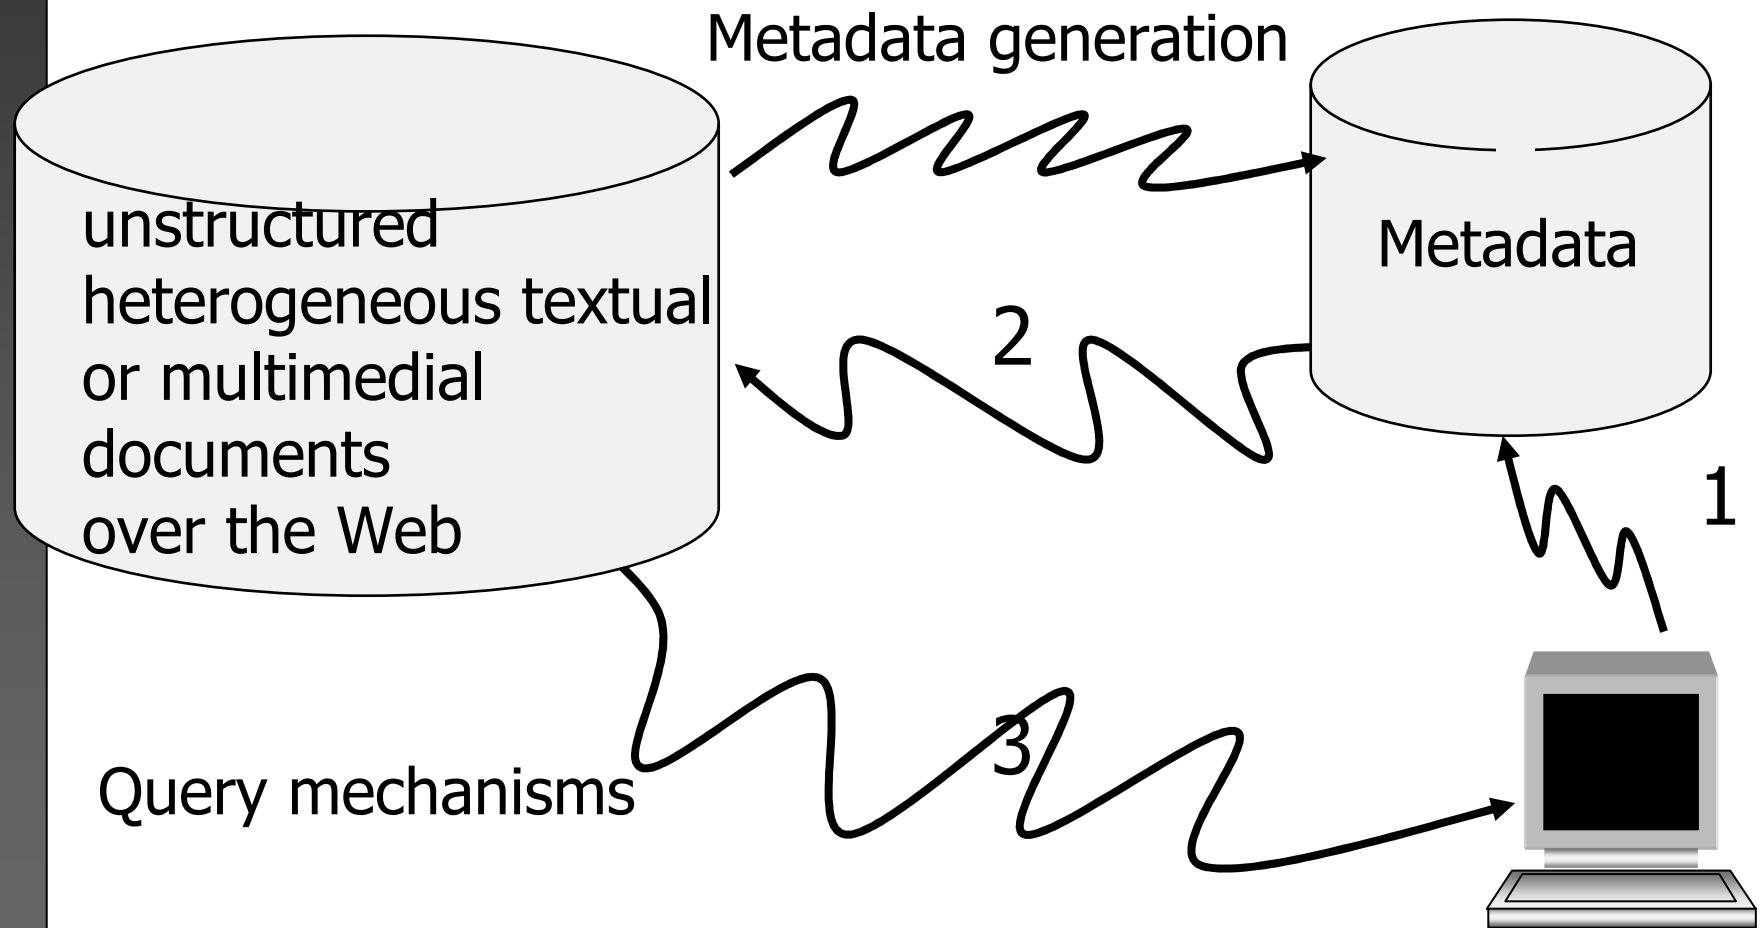 Metadata generation
unstructured
heterogeneous textual
or multimedial
documents
over the Web
Metadata
2
1
3
Query mechanisms